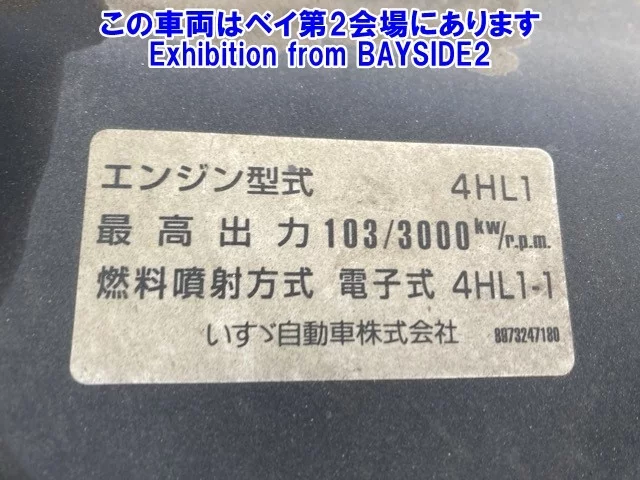 この車両はベイ第2会場にあります
Exhibition from BAYSIDE2
エンジン型式 4HL1
最高出力 103/3000 kw/r.p.m.
燃料噴射方式 電子式 4HL1-1
いすゞ自動車株式会社 8973247180